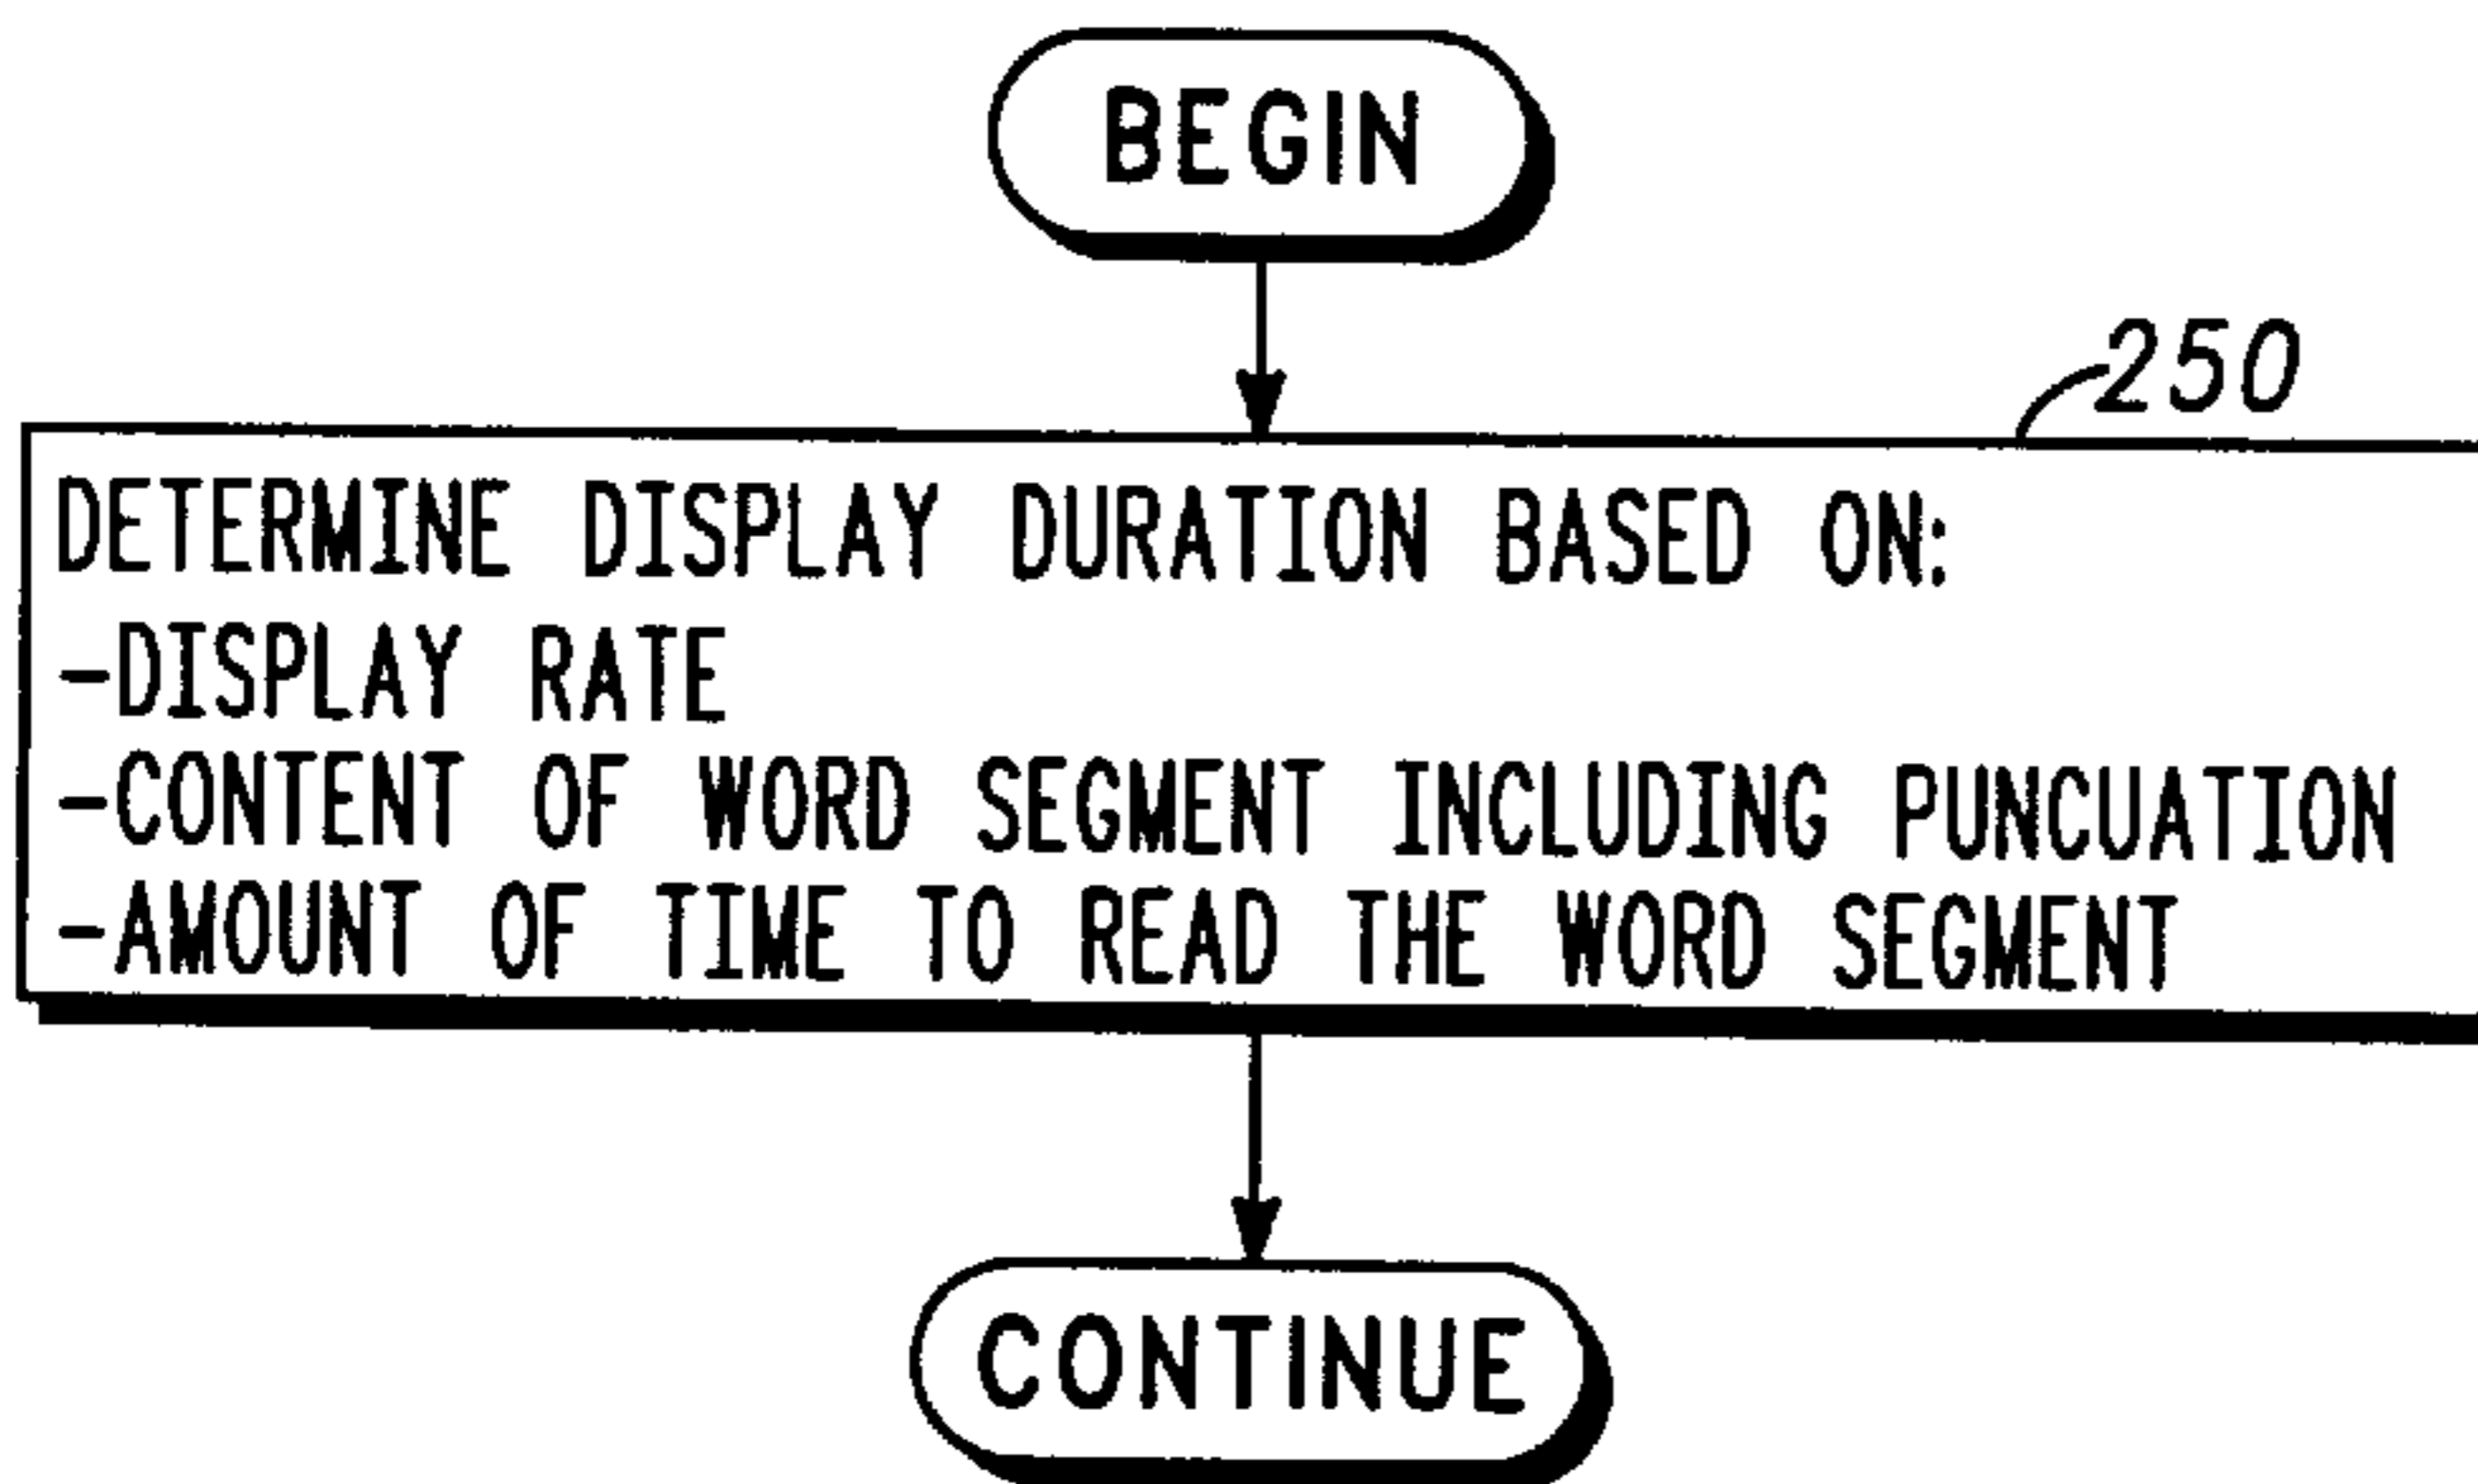 BEGIN
250
DETERMINE DISPLAY DURATION BASED ON:
-DISPLAY RATE
-CONTENT OF WORD SEGMENT INCLUDING PUNCUATION
-AMOUNT OF TIME TO READ THE WORD SEGMENT
CONTINUE